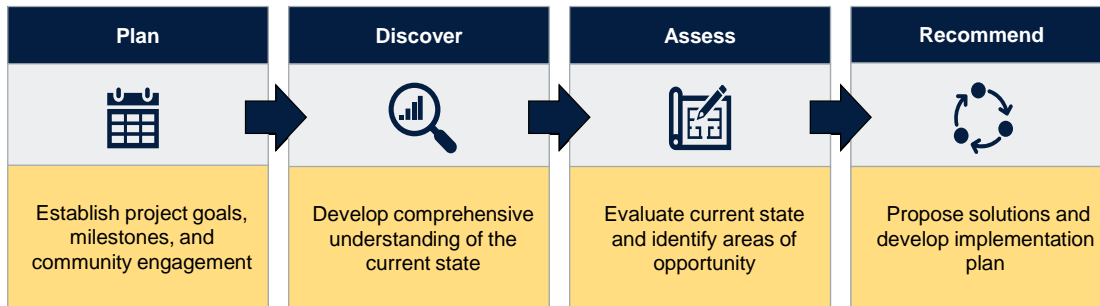 Plan
Discover
Assess
Recommend
Establish project goals,
milestones, and
community engagement
Develop comprehensive
understanding of the
current state
Evaluate current state
and identify areas of
opportunity
Propose solutions and
develop implementation
plan